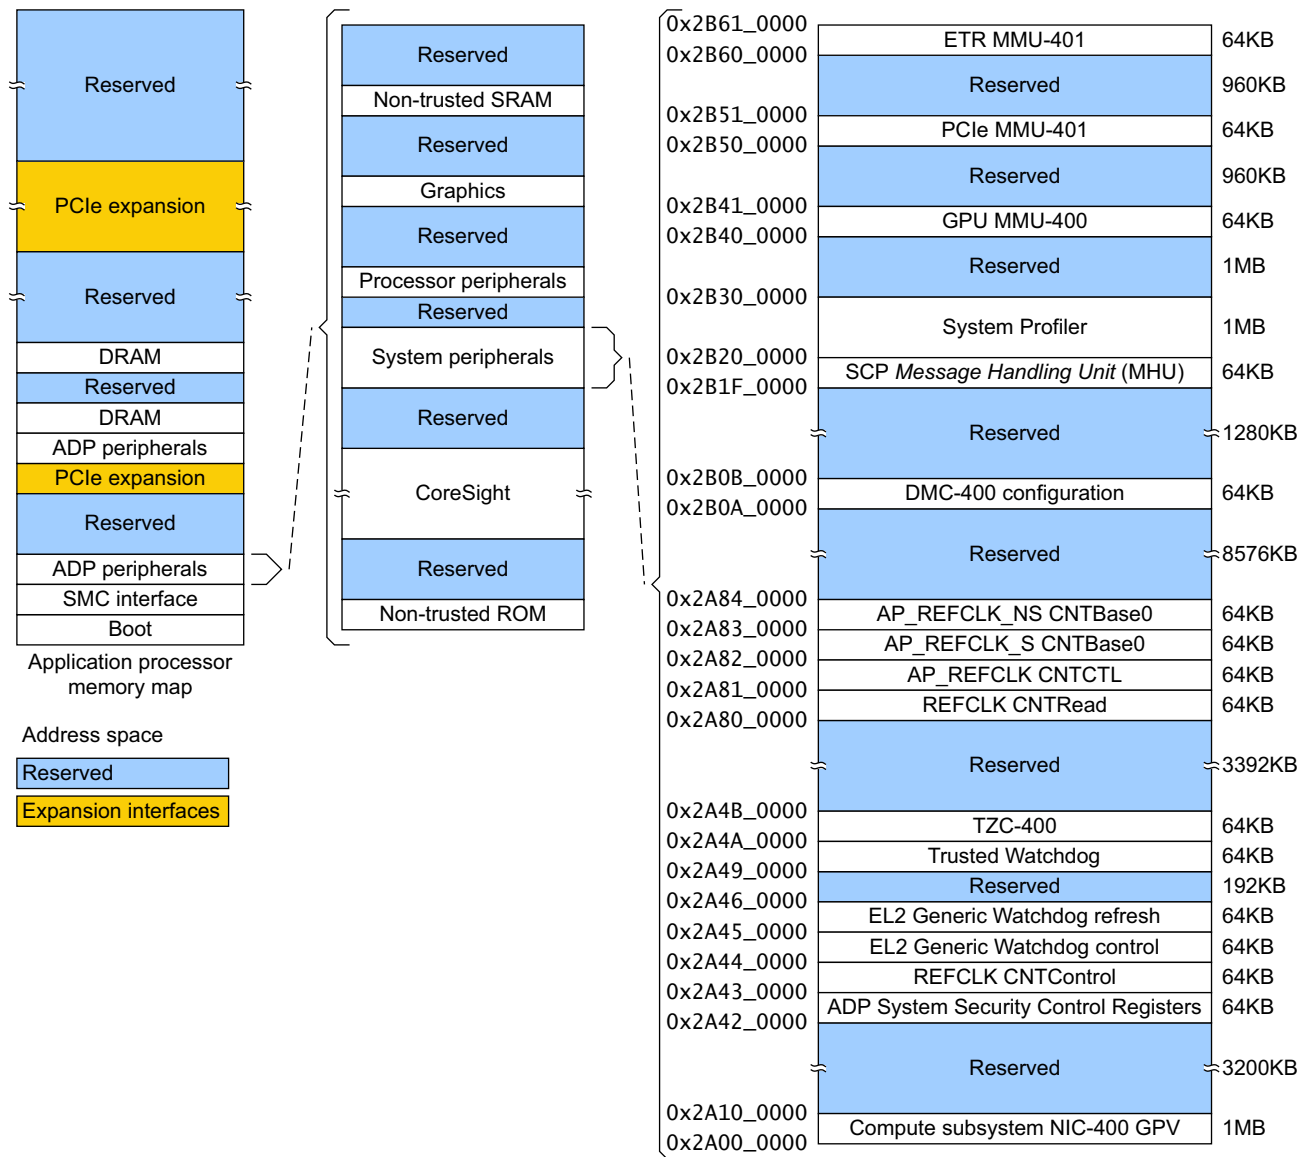 Reserved
PCIe expansion
Reserved
DRAM
Reserved
DRAM
ADP peripherals
PCIe expansion
Reserved
ADP peripherals
SMC interface
Boot
Application processor
memory map
Address space
Reserved
Expansion interfaces
Reserved
Non-trusted SRAM
Reserved
Graphics
Reserved
Processor peripherals
Reserved
System peripherals
Reserved
CoreSight
Reserved
Non-trusted ROM
0x2B61_0000
ETR MMU-401 64KB
0x2B60_0000
Reserved 960KB
0x2B51_0000
PCIe MMU-401 64KB
0x2B50_0000
Reserved 960KB
0x2B41_0000
GPU MMU-400 64KB
0x2B40_0000
Reserved 1MB
0x2B30_0000
System Profiler 1MB
0x2B20_0000
SCP Message Handling Unit (MHU) 64KB
0x2B1F_0000
Reserved 1280KB
0x2B0B_0000
DMC-400 configuration 64KB
0x2B0A_0000
Reserved 8576KB
0x2A84_0000
AP_REFCLK_NS CNTBase0 64KB
0x2A83_0000
AP_REFCLK_S CNTBase0 64KB
0x2A82_0000
AP_REFCLK CNTCTL 64KB
0x2A81_0000
REFCLK CNTRead 64KB
0x2A80_0000
Reserved 3392KB
0x2A4B_0000
TZC-400 64KB
0x2A4A_0000
Trusted Watchdog 64KB
0x2A49_0000
Reserved 192KB
0x2A46_0000
EL2 Generic Watchdog refresh 64KB
0x2A45_0000
EL2 Generic Watchdog control 64KB
0x2A44_0000
REFCLK CNTControl 64KB
0x2A43_0000
ADP System Security Control Registers 64KB
0x2A42_0000
Reserved 3200KB
0x2A10_0000
Compute subsystem NIC-400 GPV 1MB
0x2A00_0000